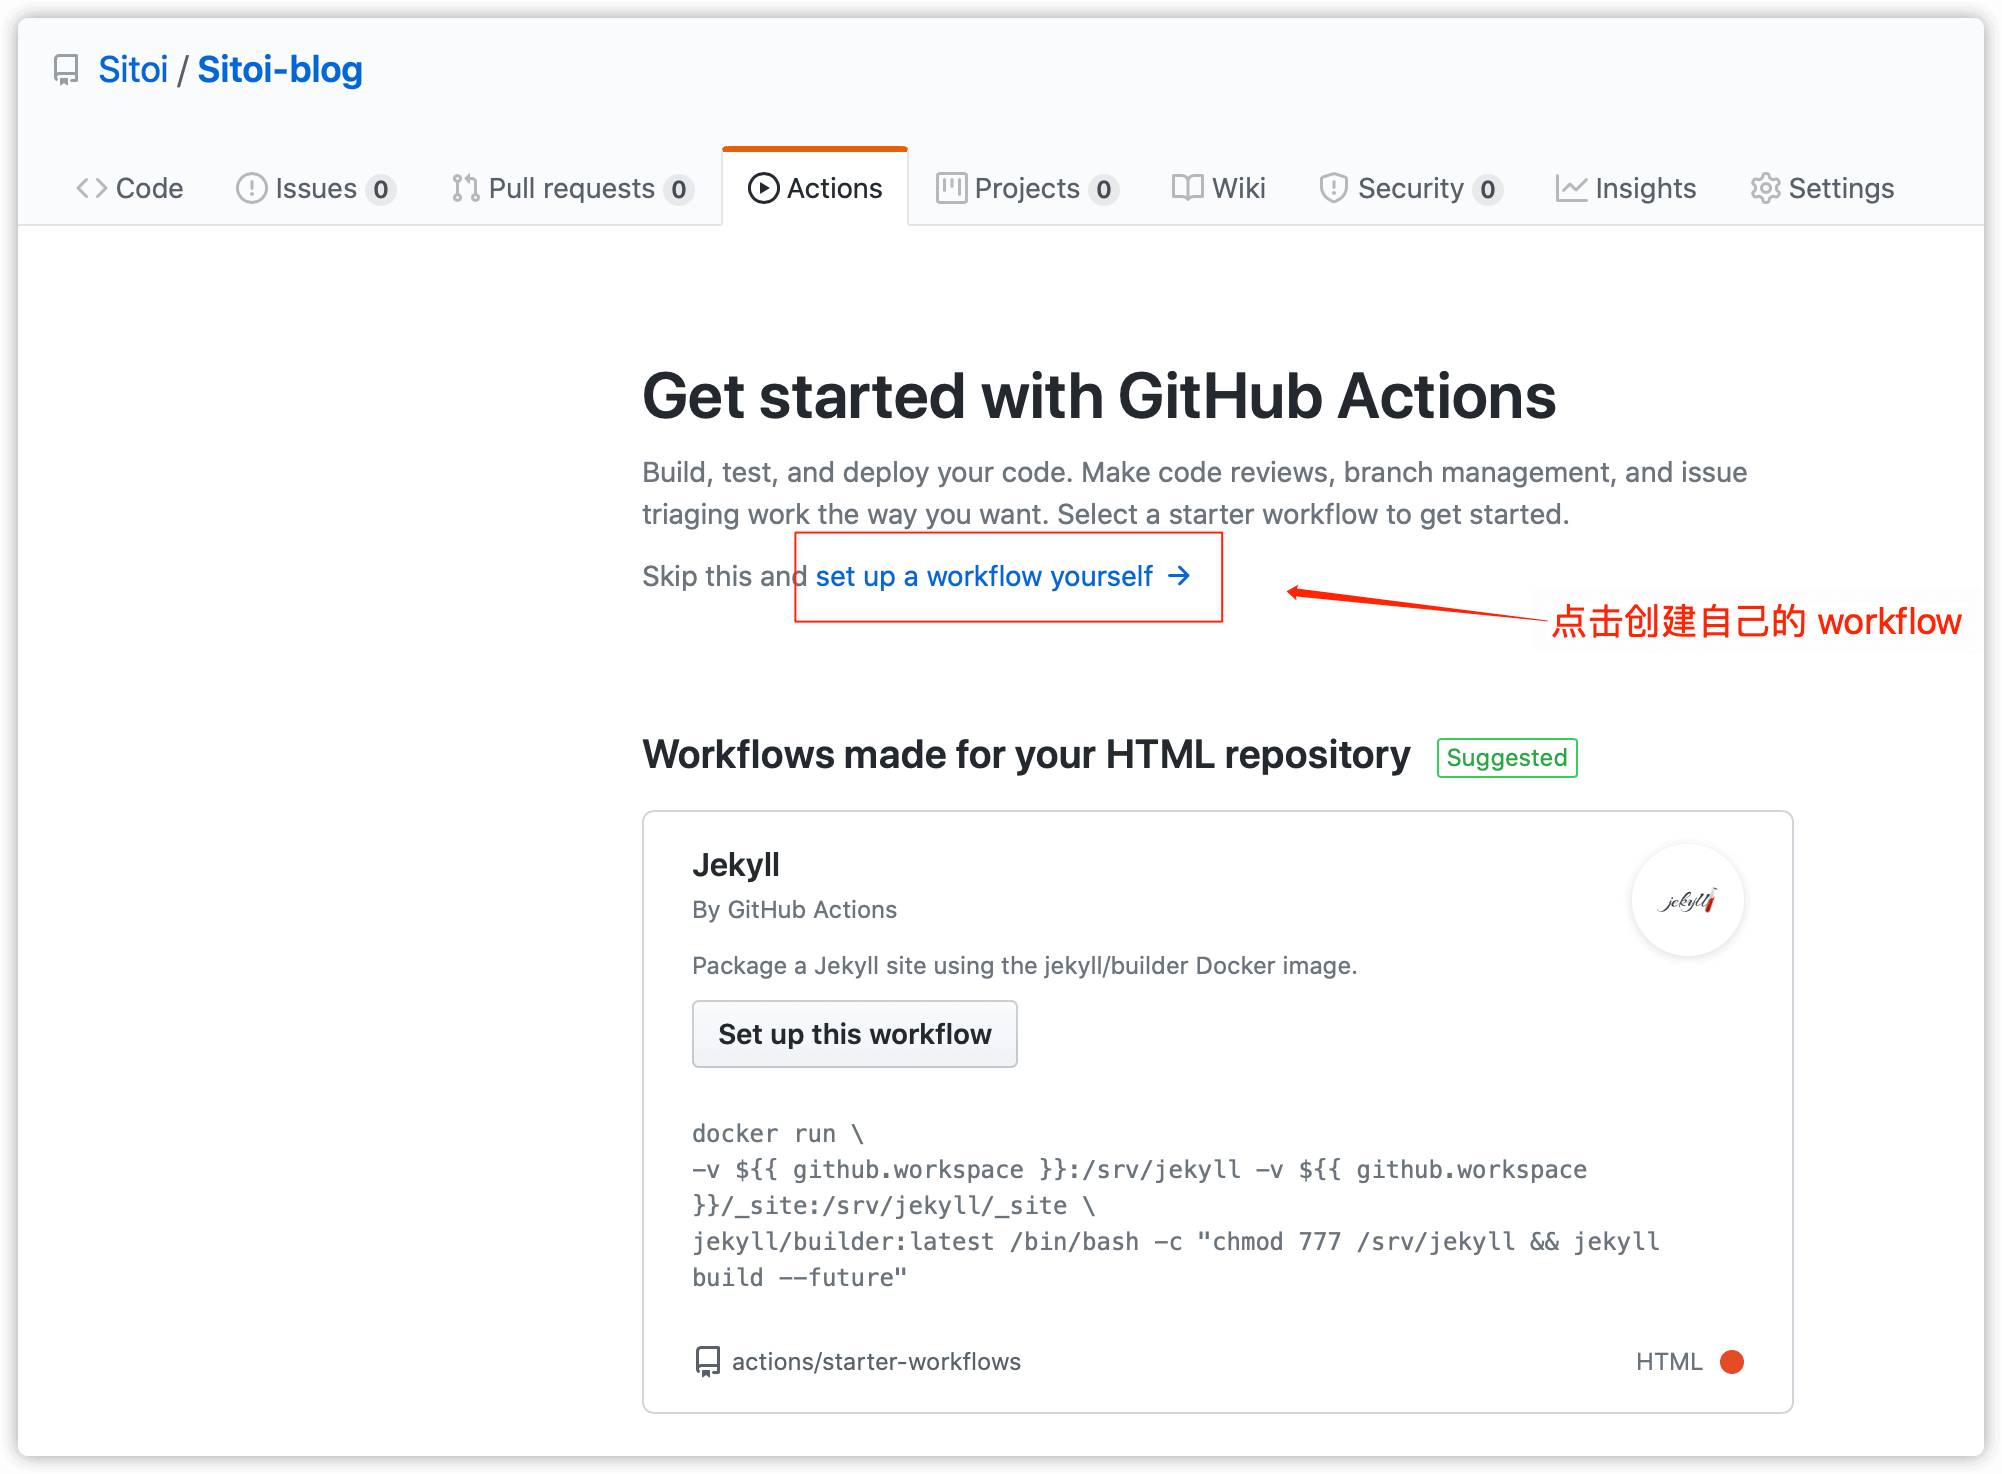 Sitoi / Sitoi-blog
Code Issues 0 Pull requests 0 Actions Projects 0 Wiki Security 0 Insights Settings
Get started with GitHub Actions
Build, test, and deploy your code. Make code reviews, branch management, and issue
triaging work the way you want. Select a starter workflow to get started.
Skip this and set up a workflow yourself →
点击创建自己的 workflow
Workflows made for your HTML repository Suggested
Jekyll
By GitHub Actions
jekyll
Package a Jekyll site using the jekyll/builder Docker image.
Set up this workflow
docker run \
-v ${{ github.workspace }}:/srv/jekyll -v ${{ github.workspace
}}/_site:/srv/jekyll/_site \
jekyll/builder:latest /bin/bash -c "chmod 777 /srv/jekyll && jekyll
build --future"
actions/starter-workflows
HTML